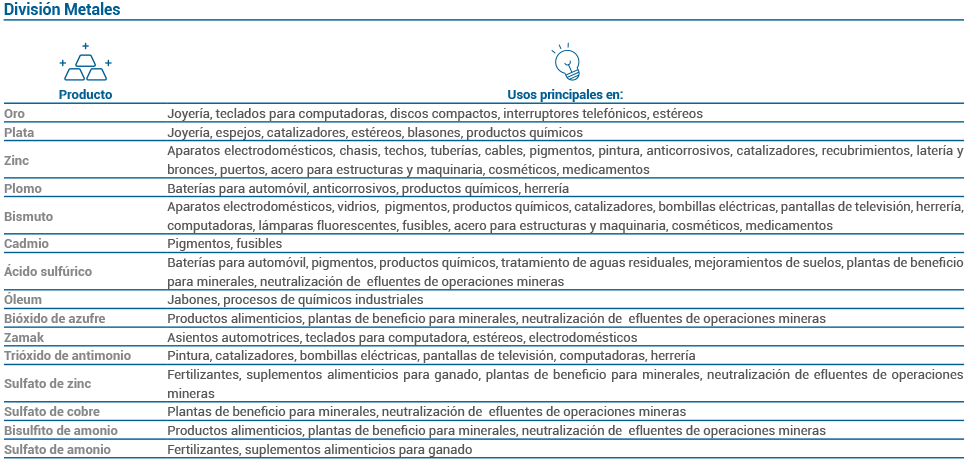 División Metales
Producto
Usos principales en:
Oro
Joyería, teclados para computadoras, discos compactos, interruptores telefónicos, estéreos
Plata
Joyería, espejos, catalizadores, estéreos, blasones, productos químicos
Zinc
Aparatos electrodomésticos, chasis, techos, tuberías, cables, pigmentos, pintura, anticorrosivos, catalizadores, recubrimientos, latería y
bronces, puertos, acero para estructuras y maquinaria, cosméticos, medicamentos
Plomo
Baterías para automóvil, anticorrosivos, productos químicos, herrería
Bismuto
Aparatos electrodomésticos, vidrios, pigmentos, productos químicos, catalizadores, bombillas eléctricas, pantallas de televisión, herrería,
computadoras, lámparas fluorescentes, fusibles, acero para estructuras y maquinaria, cosméticos, medicamentos
Cadmio
Pigmentos, fusibles
Ácido sulfúrico
Baterías para automóvil, pigmentos, productos químicos, tratamiento de aguas residuales, mejoramientos de suelos, plantas de beneficio
para minerales, neutralización de efluentes de operaciones mineras
Óleum
Jabones, procesos de químicos industriales
Bióxido de azufre
Productos alimenticios, plantas de beneficio para minerales, neutralización de efluentes de operaciones mineras
Zamak
Asientos automotrices, teclados para computadora, estéreos, electrodomésticos
Trióxido de antimonio
Pintura, catalizadores, bombillas eléctricas, pantallas de televisión, computadoras, herrería
Sulfato de zinc
Fertilizantes, suplementos alimenticios para ganado, plantas de beneficio para minerales, neutralización de efluentes de operaciones
mineras
Sulfato de cobre
Plantas de beneficio para minerales, neutralización de efluentes de operaciones mineras
Bisulfito de amonio
Productos alimenticios, plantas de beneficio para minerales, neutralización de efluentes de operaciones mineras
Sulfato de amonio
Fertilizantes, suplementos alimenticios para ganado